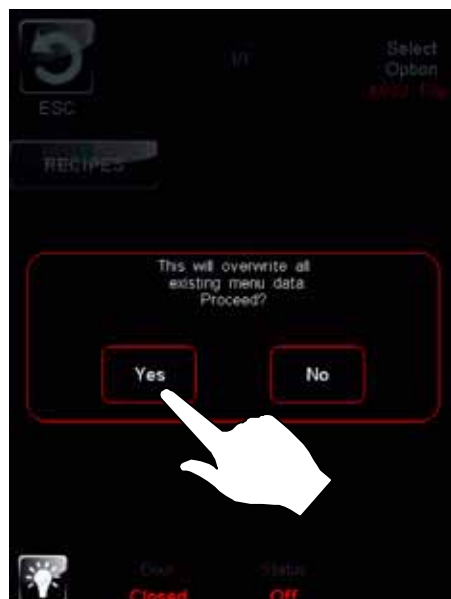 1/1
Select
Option
ESC
RECIPES
This will overwrite all
existing menu data
Proceed?
Yes
No
Door
Status
Closed
Off